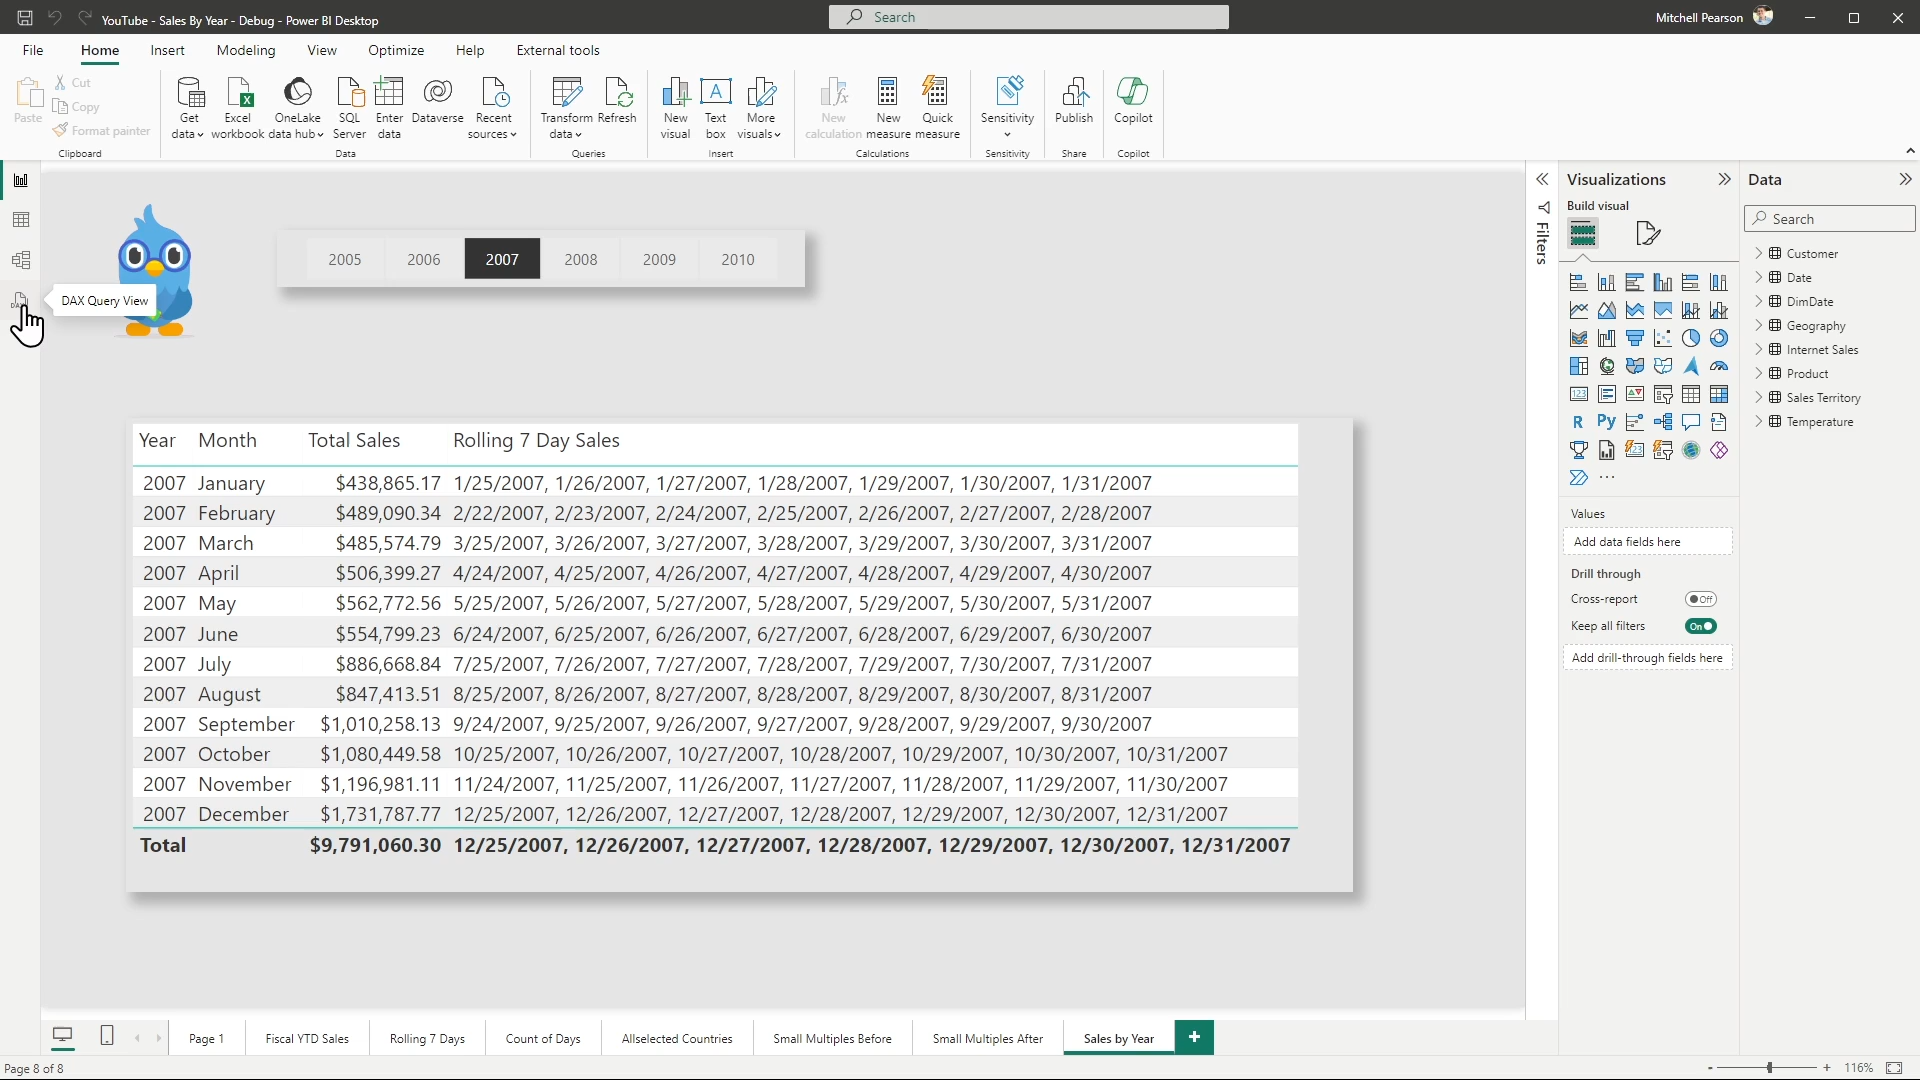 YouTube - Sales By Year - Debug - Power BI Desktop
Search
Mitchell Pearson
File Home Insert Modeling View Optimize Help External tools
Paste
Cut
Copy
Format painter
Clipboard
Get data
Excel workbook
OneLake data hub
SQL Server
Enter data
Dataverse
Recent sources
Data
Transform data
Refresh
Queries
New visual
Text box
More visuals
Insert
New calculation
New measure
Quick measure
Calculations
Sensitivity
Sensitivity
Publish
Share
Copilot
Copilot
DAX Query View
2005 2006 2007 2008 2009 2010
Year Month Total Sales Rolling 7 Day Sales
2007 January $438,865.17 1/25/2007, 1/26/2007, 1/27/2007, 1/28/2007, 1/29/2007, 1/30/2007, 1/31/2007
2007 February $489,090.34 2/22/2007, 2/23/2007, 2/24/2007, 2/25/2007, 2/26/2007, 2/27/2007, 2/28/2007
2007 March $485,574.79 3/25/2007, 3/26/2007, 3/27/2007, 3/28/2007, 3/29/2007, 3/30/2007, 3/31/2007
2007 April $506,399.27 4/24/2007, 4/25/2007, 4/26/2007, 4/27/2007, 4/28/2007, 4/29/2007, 4/30/2007
2007 May $562,772.56 5/25/2007, 5/26/2007, 5/27/2007, 5/28/2007, 5/29/2007, 5/30/2007, 5/31/2007
2007 June $554,799.23 6/24/2007, 6/25/2007, 6/26/2007, 6/27/2007, 6/28/2007, 6/29/2007, 6/30/2007
2007 July $886,668.84 7/25/2007, 7/26/2007, 7/27/2007, 7/28/2007, 7/29/2007, 7/30/2007, 7/31/2007
2007 August $847,413.51 8/25/2007, 8/26/2007, 8/27/2007, 8/28/2007, 8/29/2007, 8/30/2007, 8/31/2007
2007 September $1,010,258.13 9/24/2007, 9/25/2007, 9/26/2007, 9/27/2007, 9/28/2007, 9/29/2007, 9/30/2007
2007 October $1,080,449.58 10/25/2007, 10/26/2007, 10/27/2007, 10/28/2007, 10/29/2007, 10/30/2007, 10/31/2007
2007 November $1,196,981.11 11/24/2007, 11/25/2007, 11/26/2007, 11/27/2007, 11/28/2007, 11/29/2007, 11/30/2007
2007 December $1,731,787.77 12/25/2007, 12/26/2007, 12/27/2007, 12/28/2007, 12/29/2007, 12/30/2007, 12/31/2007
Total $9,791,060.30 12/25/2007, 12/26/2007, 12/27/2007, 12/28/2007, 12/29/2007, 12/30/2007, 12/31/2007
Filters
Visualizations
Build visual
R Py
123
Values
Add data fields here
Drill through
Cross-report Off
Keep all filters On
Add drill-through fields here
Data
Search
Customer
Date
DimDate
Geography
Internet Sales
Product
Sales Territory
Temperature
Page 1 Fiscal YTD Sales Rolling 7 Days Count of Days Allselected Countries Small Multiples Before Small Multiples After Sales by Year +
Page 8 of 8
- + 116%